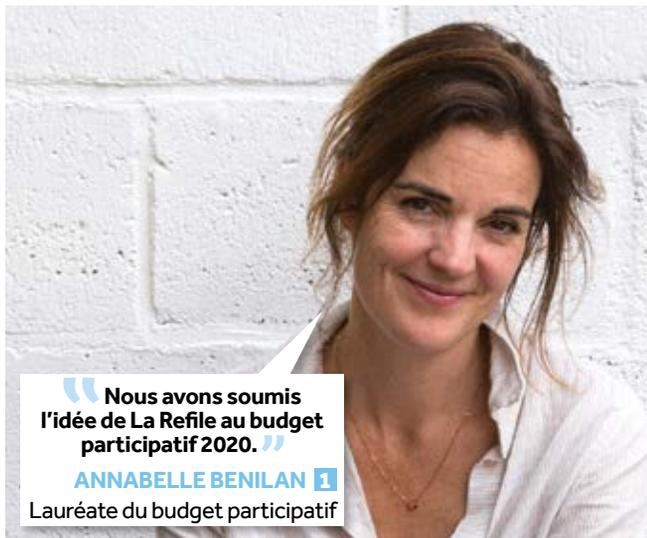 “ Nous avons soumis
l’idée de La Refile au budget
participatif 2020. ”
ANNABELLE BENILAN 1
Lauréate du budget participatif